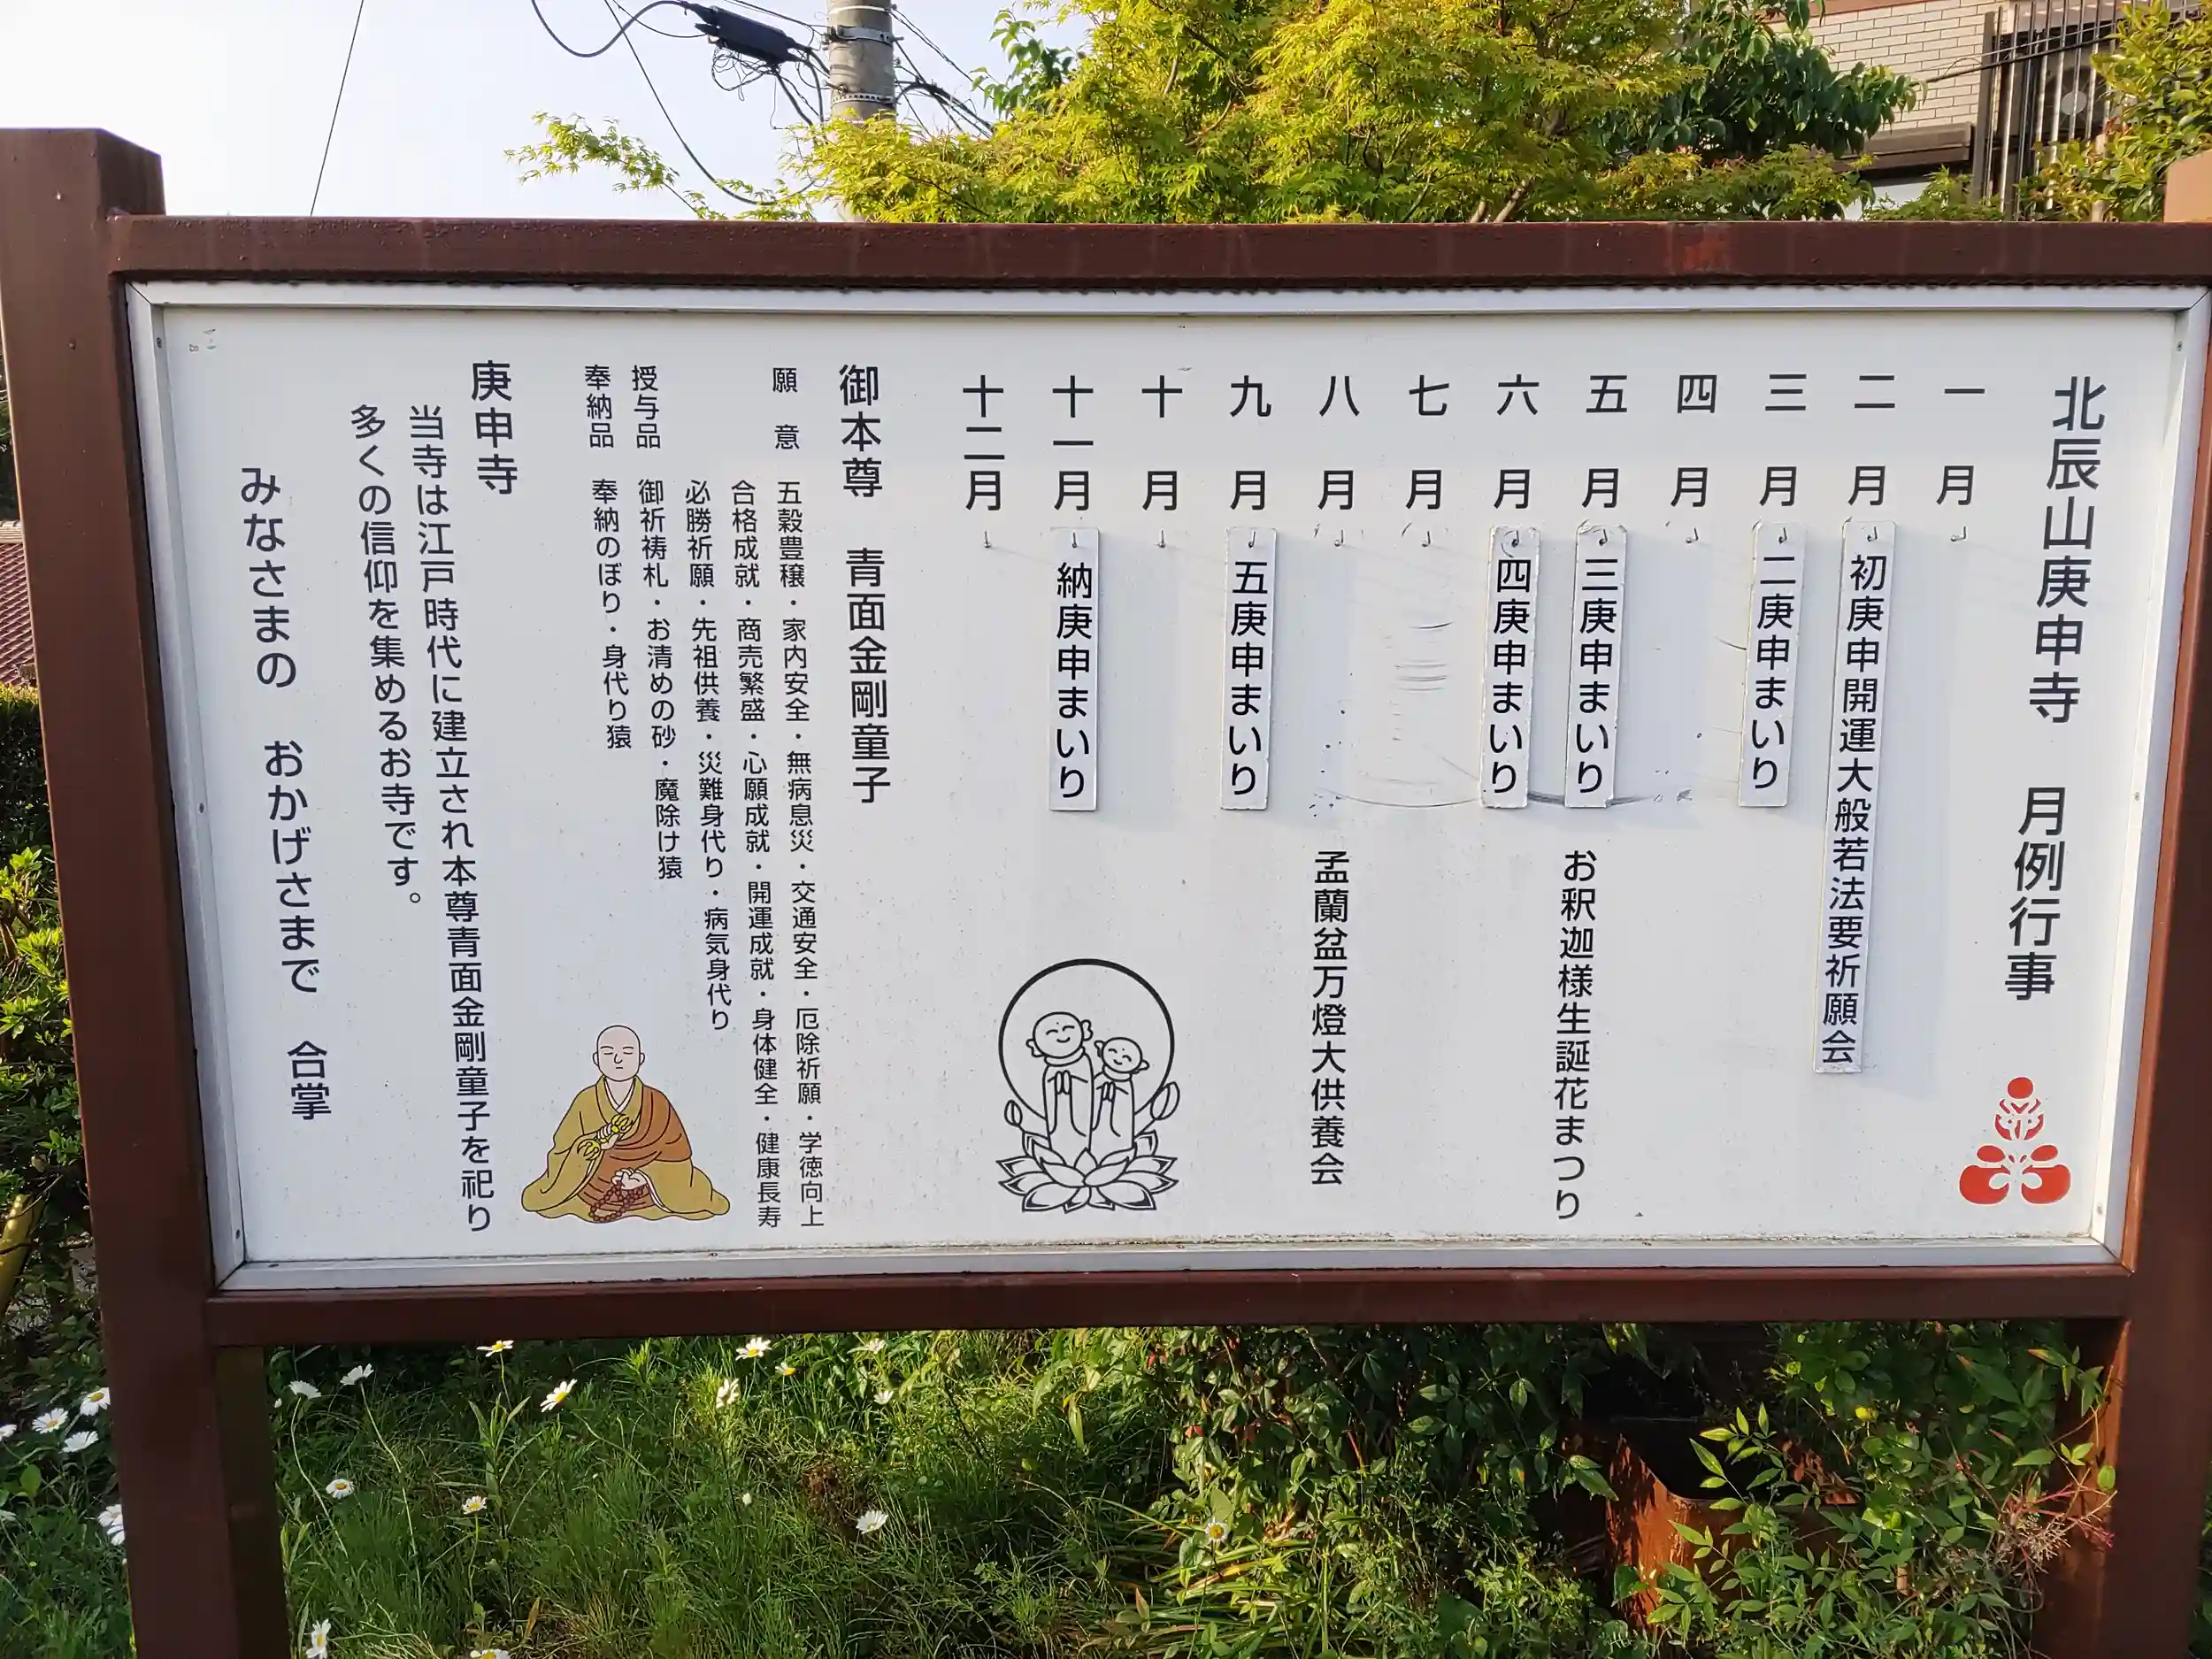 北辰山庚申寺　月例行事
一月
二月　初庚申開運大般若法要祈願会
三月　二庚申まいり
四月
五月　三庚申まいり　お釈迦様生誕花まつり
六月　四庚申まいり
七月
八月　孟蘭盆万燈大供養会
九月　五庚申まいり
十月
十一月　納庚申まいり
十二月
御本尊　青面金剛童子
願意　五穀豊穣・家内安全・無病息災・交通安全・厄除祈願・学徳向上
合格成就・商売繁盛・心願成就・開運成就・身体健全・健康長寿
必勝祈願・先祖供養・災難身代り・病気身代り
授与品　御祈祷札・お清めの砂・魔除け猿
奉納品　奉納のぼり・身代り猿
庚申寺
当寺は江戸時代に建立され本尊青面金剛童子を祀り
多くの信仰を集めるお寺です。
みなさまの　おかげさまで　合掌